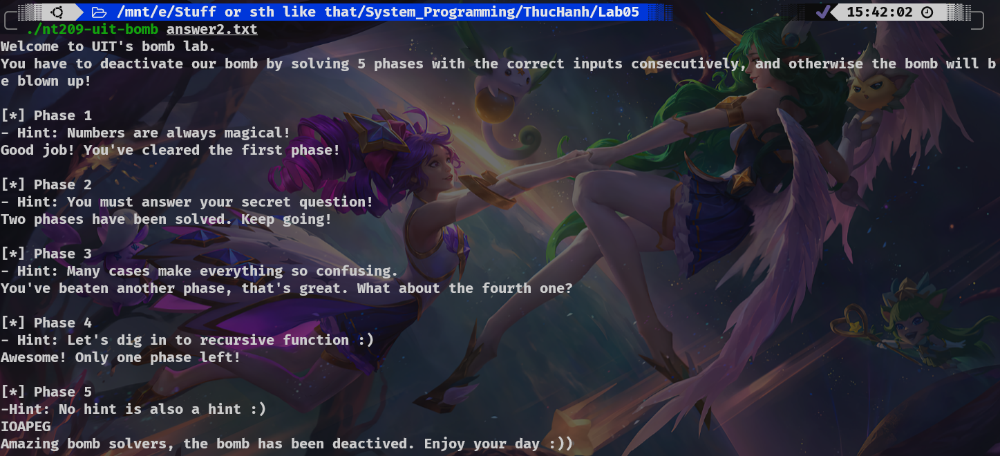 /mnt/e/Stuff or sth like that/System_Programming/ThucHanh/Lab05 15:42:02
./nt209-uit-bomb answer2.txt
Welcome to UIT's bomb lab.
You have to deactivate our bomb by solving 5 phases with the correct inputs consecutively, and otherwise the bomb will b
e blown up!
[*] Phase 1
- Hint: Numbers are always magical!
Good job! You've cleared the first phase!
[*] Phase 2
- Hint: You must answer your secret question!
Two phases have been solved. Keep going!
[*] Phase 3
- Hint: Many cases make everything so confusing.
You've beaten another phase, that's great. What about the fourth one?
[*] Phase 4
- Hint: Let's dig in to recursive function :)
Awesome! Only one phase left!
[*] Phase 5
-Hint: No hint is also a hint :)
IOAPEG
Amazing bomb solvers, the bomb has been deactived. Enjoy your day :))